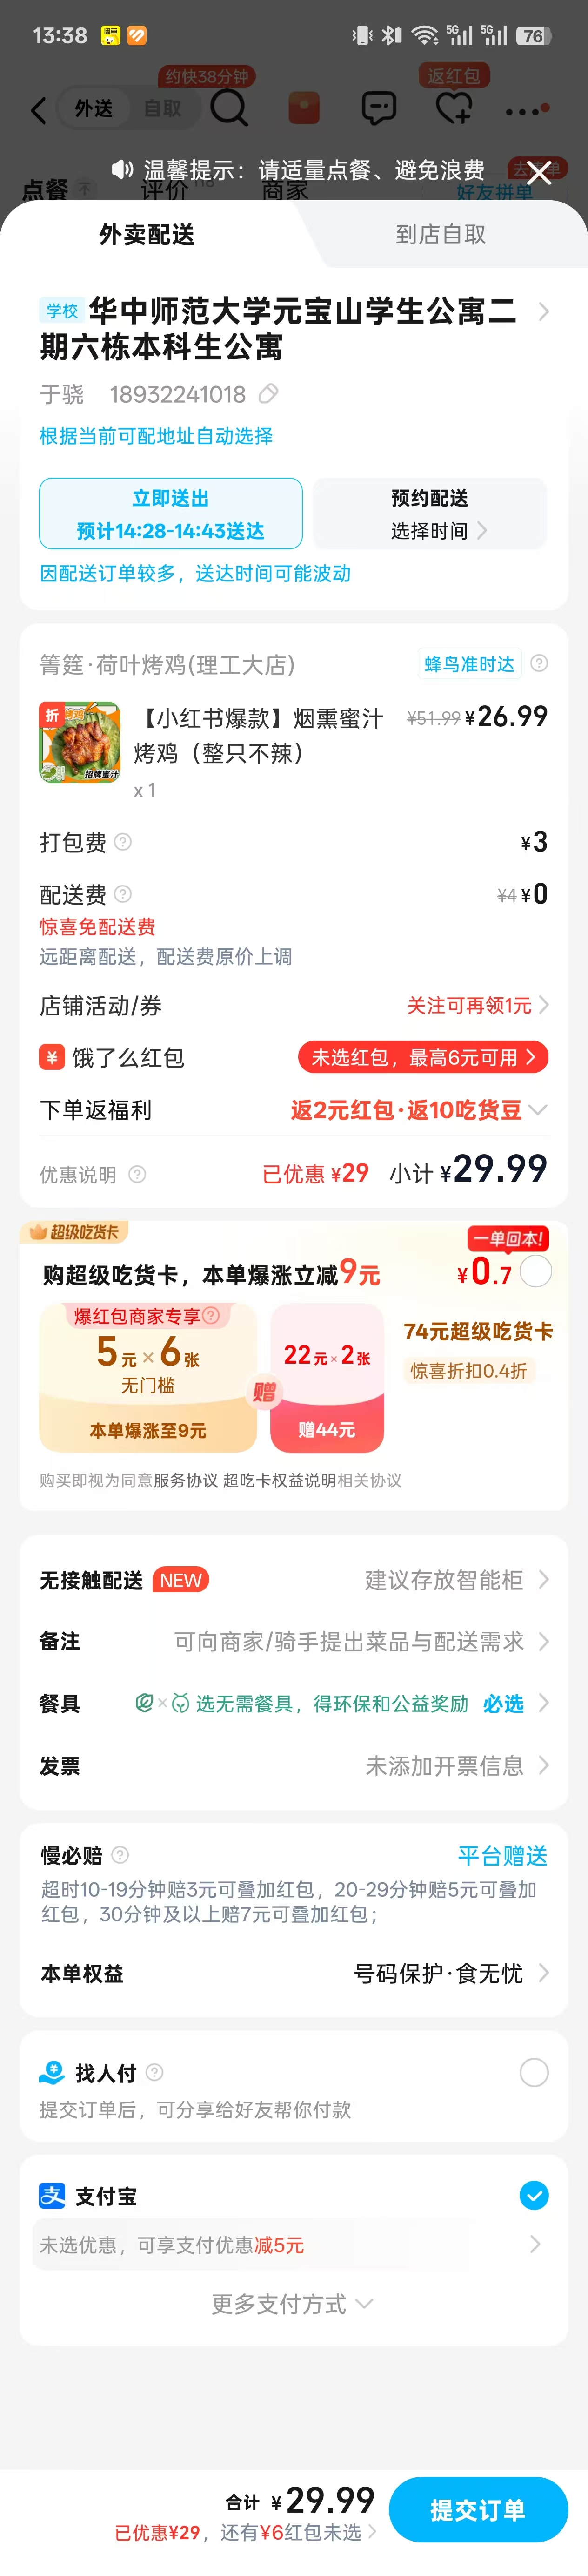 13:38
闲鱼
5G
5G
76
约快38分钟
返红包
外送
自取
温馨提示：请适量点餐、避免浪费
去拼单
点餐
评价
商家
好友拼单
外卖配送
到店自取
学校 华中师范大学元宝山学生公寓二
期六栋本科生公寓
于骁 18932241018
根据当前可配地址自动选择
立即送出
预计14:28-14:43送达
预约配送
选择时间
因配送订单较多，送达时间可能波动
箐筵·荷叶烤鸡(理工大店)
蜂鸟准时达
折
招牌蜜汁
【小红书爆款】烟熏蜜汁
烤鸡（整只不辣）
¥51.99 ¥26.99
x 1
打包费 ¥3
配送费 ¥4 ¥0
惊喜免配送费
远距离配送，配送费原价上调
店铺活动/券 关注可再领1元
¥ 饿了么红包 未选红包，最高6元可用
下单返福利 返2元红包·返10吃货豆
优惠说明 已优惠 ¥29 小计 ¥29.99
超级吃货卡
一单回本!
购超级吃货卡，本单爆涨立减9元 ¥0.7
爆红包商家专享
5元×6张
无门槛
本单爆涨至9元
赠
22元×2张
赠44元
74元超级吃货卡
惊喜折扣0.4折
购买即视为同意服务协议 超吃卡权益说明相关协议
无接触配送 NEW 建议存放智能柜
备注 可向商家/骑手提出菜品与配送需求
餐具 选无需餐具，得环保和公益奖励 必选
发票 未添加开票信息
慢必赔 平台赠送
超时10-19分钟赔3元可叠加红包，20-29分钟赔5元可叠加
红包，30分钟及以上赔7元可叠加红包；
本单权益 号码保护·食无忧
找人付
提交订单后，可分享给好友帮你付款
支 支付宝
未选优惠，可享支付优惠减5元
更多支付方式
合计 ¥29.99
已优惠¥29，还有¥6红包未选
提交订单